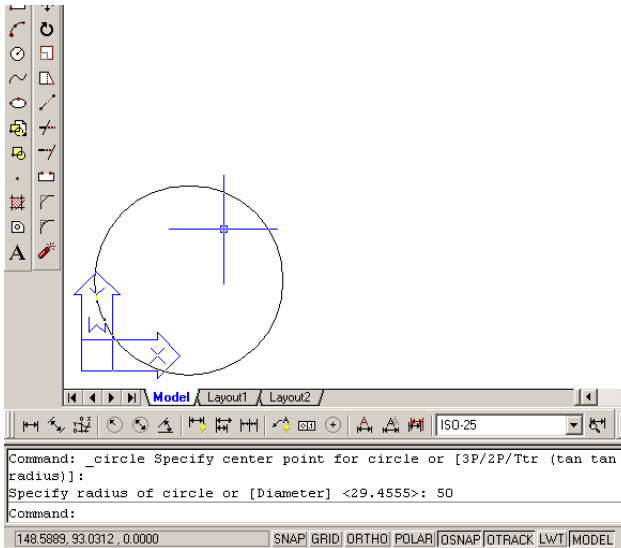 A
Y
W
X
Model Layout1 Layout2
ISO-25
Command: _circle Specify center point for circle or [3P/2P/Ttr (tan tan
radius)]:
Specify radius of circle or [Diameter] <29.4555>: 50
Command:
148.5889, 93.0312 , 0.0000 SNAP GRID ORTHO POLAR OSNAP OTRACK LWT MODEL